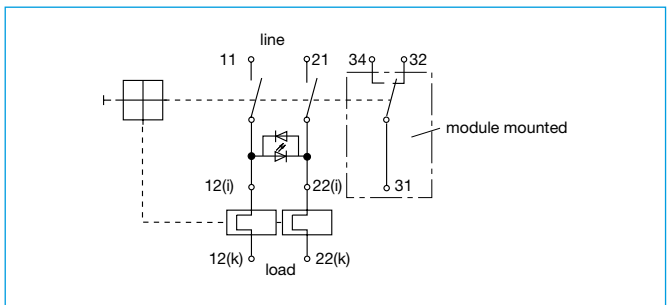 line
11
21
34
32
module mounted
31
12(i)
22(i)
12(k)
22(k)
load